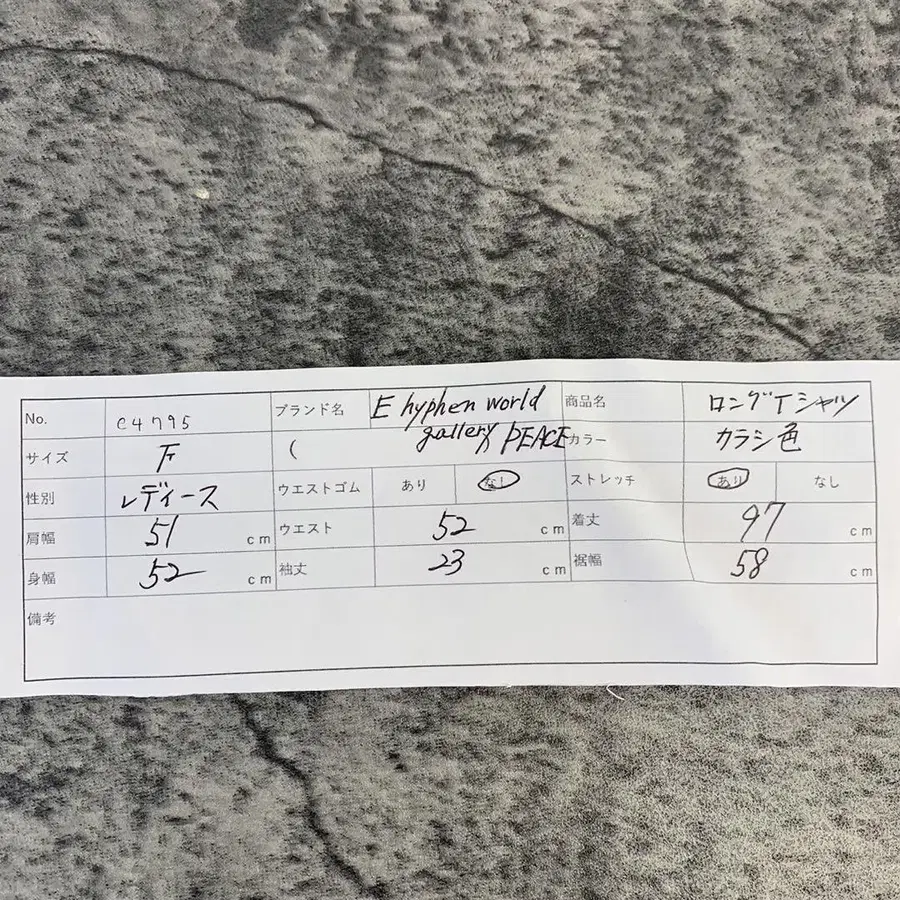 No. C4795 ブランド名 E hyphen world 商品名 ロングTシャツ
サイズ F ( gallery PEACE カラー カラシ色
性別 レディース ウエストゴム あり なし ストレッチ あり なし
肩幅 51 cm ウエスト 52 cm 着丈 97 cm
身幅 52 cm 袖丈 23 cm 裾幅 58 cm
備考